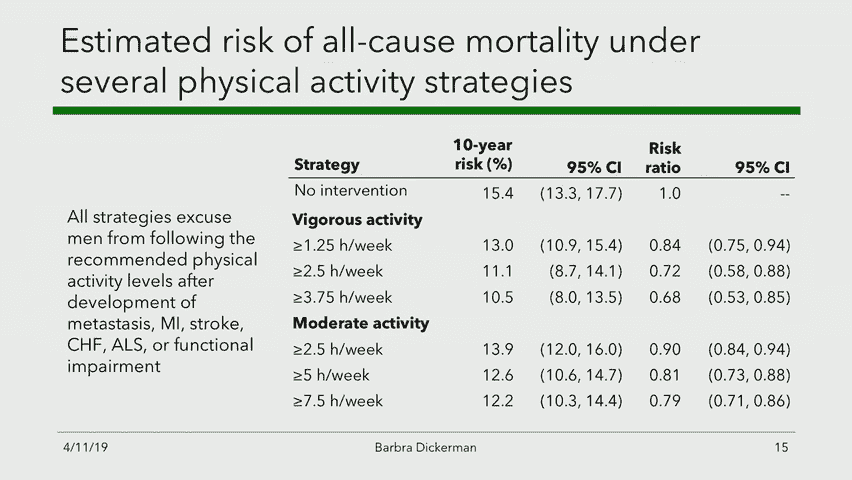 Estimated risk of all-cause mortality under
several physical activity strategies
All strategies excuse
men from following the
recommended physical
activity levels after
development of
metastasis, MI, stroke,
CHF, ALS, or functional
impairment
Strategy 10-year risk (%) 95% CI Risk ratio 95% CI
No intervention 15.4 (13.3, 17.7) 1.0 --
Vigorous activity
≥1.25 h/week 13.0 (10.9, 15.4) 0.84 (0.75, 0.94)
≥2.5 h/week 11.1 (8.7, 14.1) 0.72 (0.58, 0.88)
≥3.75 h/week 10.5 (8.0, 13.5) 0.68 (0.53, 0.85)
Moderate activity
≥2.5 h/week 13.9 (12.0, 16.0) 0.90 (0.84, 0.94)
≥5 h/week 12.6 (10.6, 14.7) 0.81 (0.73, 0.88)
≥7.5 h/week 12.2 (10.3, 14.4) 0.79 (0.71, 0.86)
4/11/19 Barbra Dickerman 15